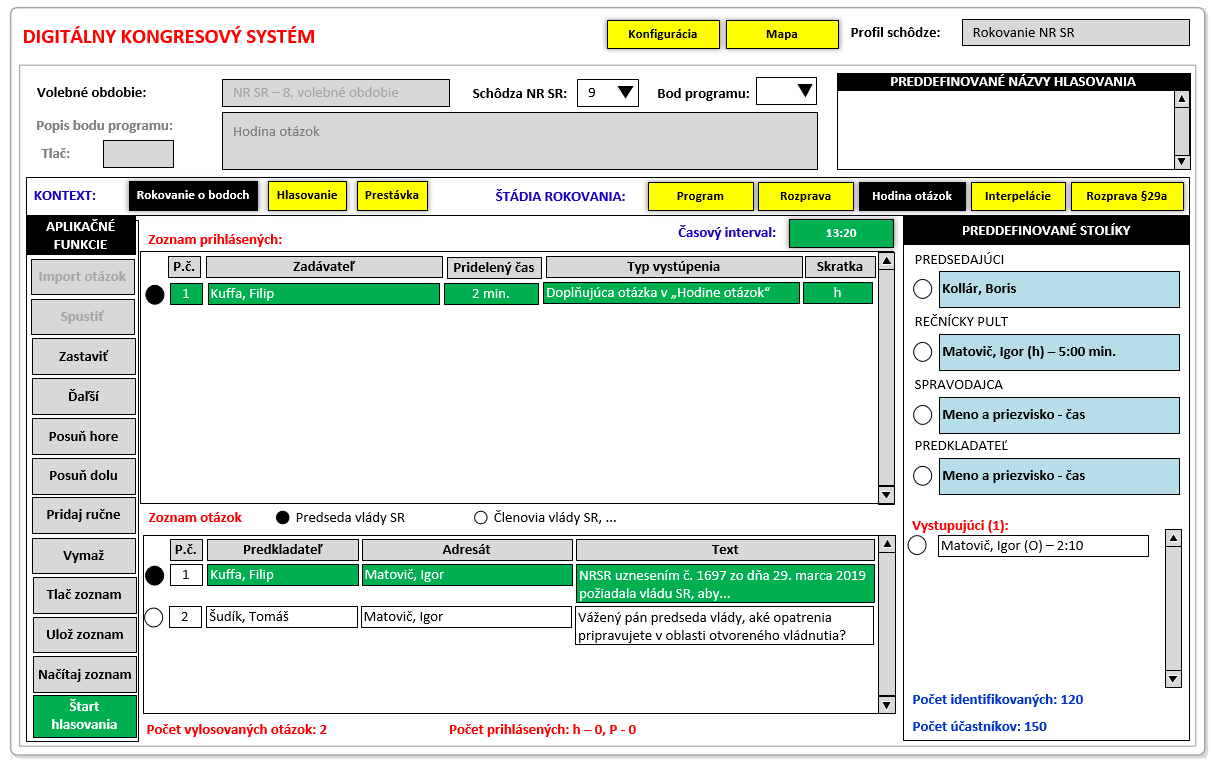 DIGITÁLNY KONGRESOVÝ SYSTÉM
Konfigurácia
Mapa
Profil schôdze:
Rokovanie NR SR
Volebné obdobie:
NR SR – 8. volebné obdobie
Schôdza NR SR:
9
Bod programu:
PREDDEFINOVANÉ NÁZVY HLASOVANIA
Popis bodu programu:
Hodina otázok
Tlač:
KONTEXT:
Rokovanie o bodoch
Hlasovanie
Prestávka
ŠTÁDIA ROKOVANIA:
Program
Rozprava
Hodina otázok
Interpelácie
Rozprava §29a
APLIKAČNÉ
FUNKCIE
Import otázok
Spustiť
Zastaviť
Ďaľší
Posuň hore
Posuň dolu
Pridaj ručne
Vymaž
Tlač zoznam
Ulož zoznam
Načítaj zoznam
Štart
hlasovania
Zoznam prihlásených:
Časový interval:
13:20
P.č.
Zadávateľ
Pridelený čas
Typ vystúpenia
Skratka
1
Kuffa, Filip
2 min.
Doplňujúca otázka v „Hodine otázok“
h
Zoznam otázok
Predseda vlády SR
Členovia vlády SR, ...
P.č.
Predkladateľ
Adresát
Text
1
Kuffa, Filip
Matovič, Igor
NRSR uznesením č. 1697 zo dňa 29. marca 2019
požiadala vládu SR, aby...
2
Šudík, Tomáš
Matovič, Igor
Vážený pán predseda vlády, aké opatrenia
pripravujete v oblasti otvoreného vládnutia?
Počet vylosovaných otázok: 2
Počet prihlásených: h – 0, P - 0
PREDDEFINOVANÉ STOLÍKY
PREDSEDAJÚCI
Kollár, Boris
REČNÍCKY PULT
Matovič, Igor (h) – 5:00 min.
SPRAVODAJCA
Meno a priezvisko - čas
PREDKLADATEĽ
Meno a priezvisko - čas
Vystupujúci (1):
Matovič, Igor (O) – 2:10
Počet identifikovaných: 120
Počet účastníkov: 150